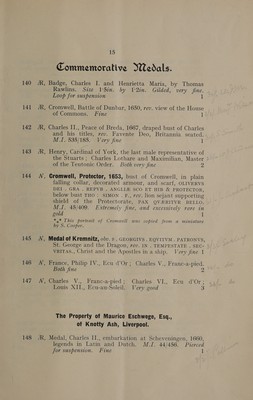 15
Commemorative Medals.
140 Æ, Badge, Charles I. and Henrietta Maria, by Thomas
Rawlins. Size 1·5in. by 1·2in. Gilded, very fine.
Loop for suspension 1
141 Æ, Cromwell, Battle of Dunbar, 1650, rev. view of the House
of Commons. Fine 1
142 Æ, Charles II., Peace of Breda, 1667, draped bust of Charles
and his titles, rev. Favente Deo, Britannia seated.
M.I. 535/185. Very fine 2
143 Æ, Henry, Cardinal of York, the last male representative of
the Stuarts; Charles Lotharo and Maximilian, Master
of the Teutonic Order. Both very fine 2
144 N, Cromwell, Protector, 1653, bust of Cromwell, in plain
falling collar, decorated armour, and scarf, OLIVERVS
DEI . GRA . REPVB . ANGLIÆ SCO ET HIB & PROTECTOR,
below bust THO : SIMON . F., rev. lion sejant supporting
shield of the Protectorate, PAX QVÆRITVR BELLO.
M.I. 45/409. Extremely fine, and excessively rare in
gold 1
*** This portrait of Cromwell was copied from a miniature
by S. Cooper.
145 N, Medal of Kremnitz, obv. S . GEORGIVS . EQVITVM . PATRONVS,
St. George and the Dragon, rev. IN . TEMPESTATE . SEC-
VRITAS, Christ and the Apostles in a ship. Very fine 1
146 N, France, Philip IV., Ecu d'Or; Charles V., Franc-a-pied.
Both fine 2
147 N, Charles V., Franc-a-pied; Charles VI., Ecu d'Or;
Louis XII., Ecu-au-Soleil. Very good
The Property of Maurice Eschwege, Esq.,
of Knotty Ash, Liverpool.
148 Æ, Medal, Charles II., embarkation at Scheveningen, 1660,
legends in Latin and Dutch. M.I. 44/456. Pierced
for suspension. Fine 1